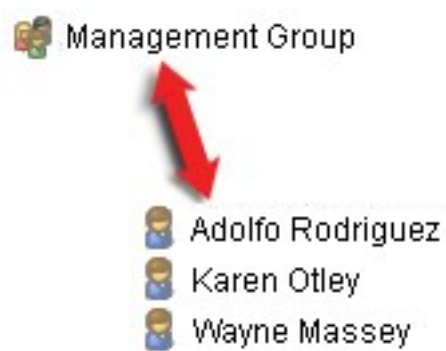 Management Group
Adolfo Rodriguez
Karen Otley
Wayne Massey